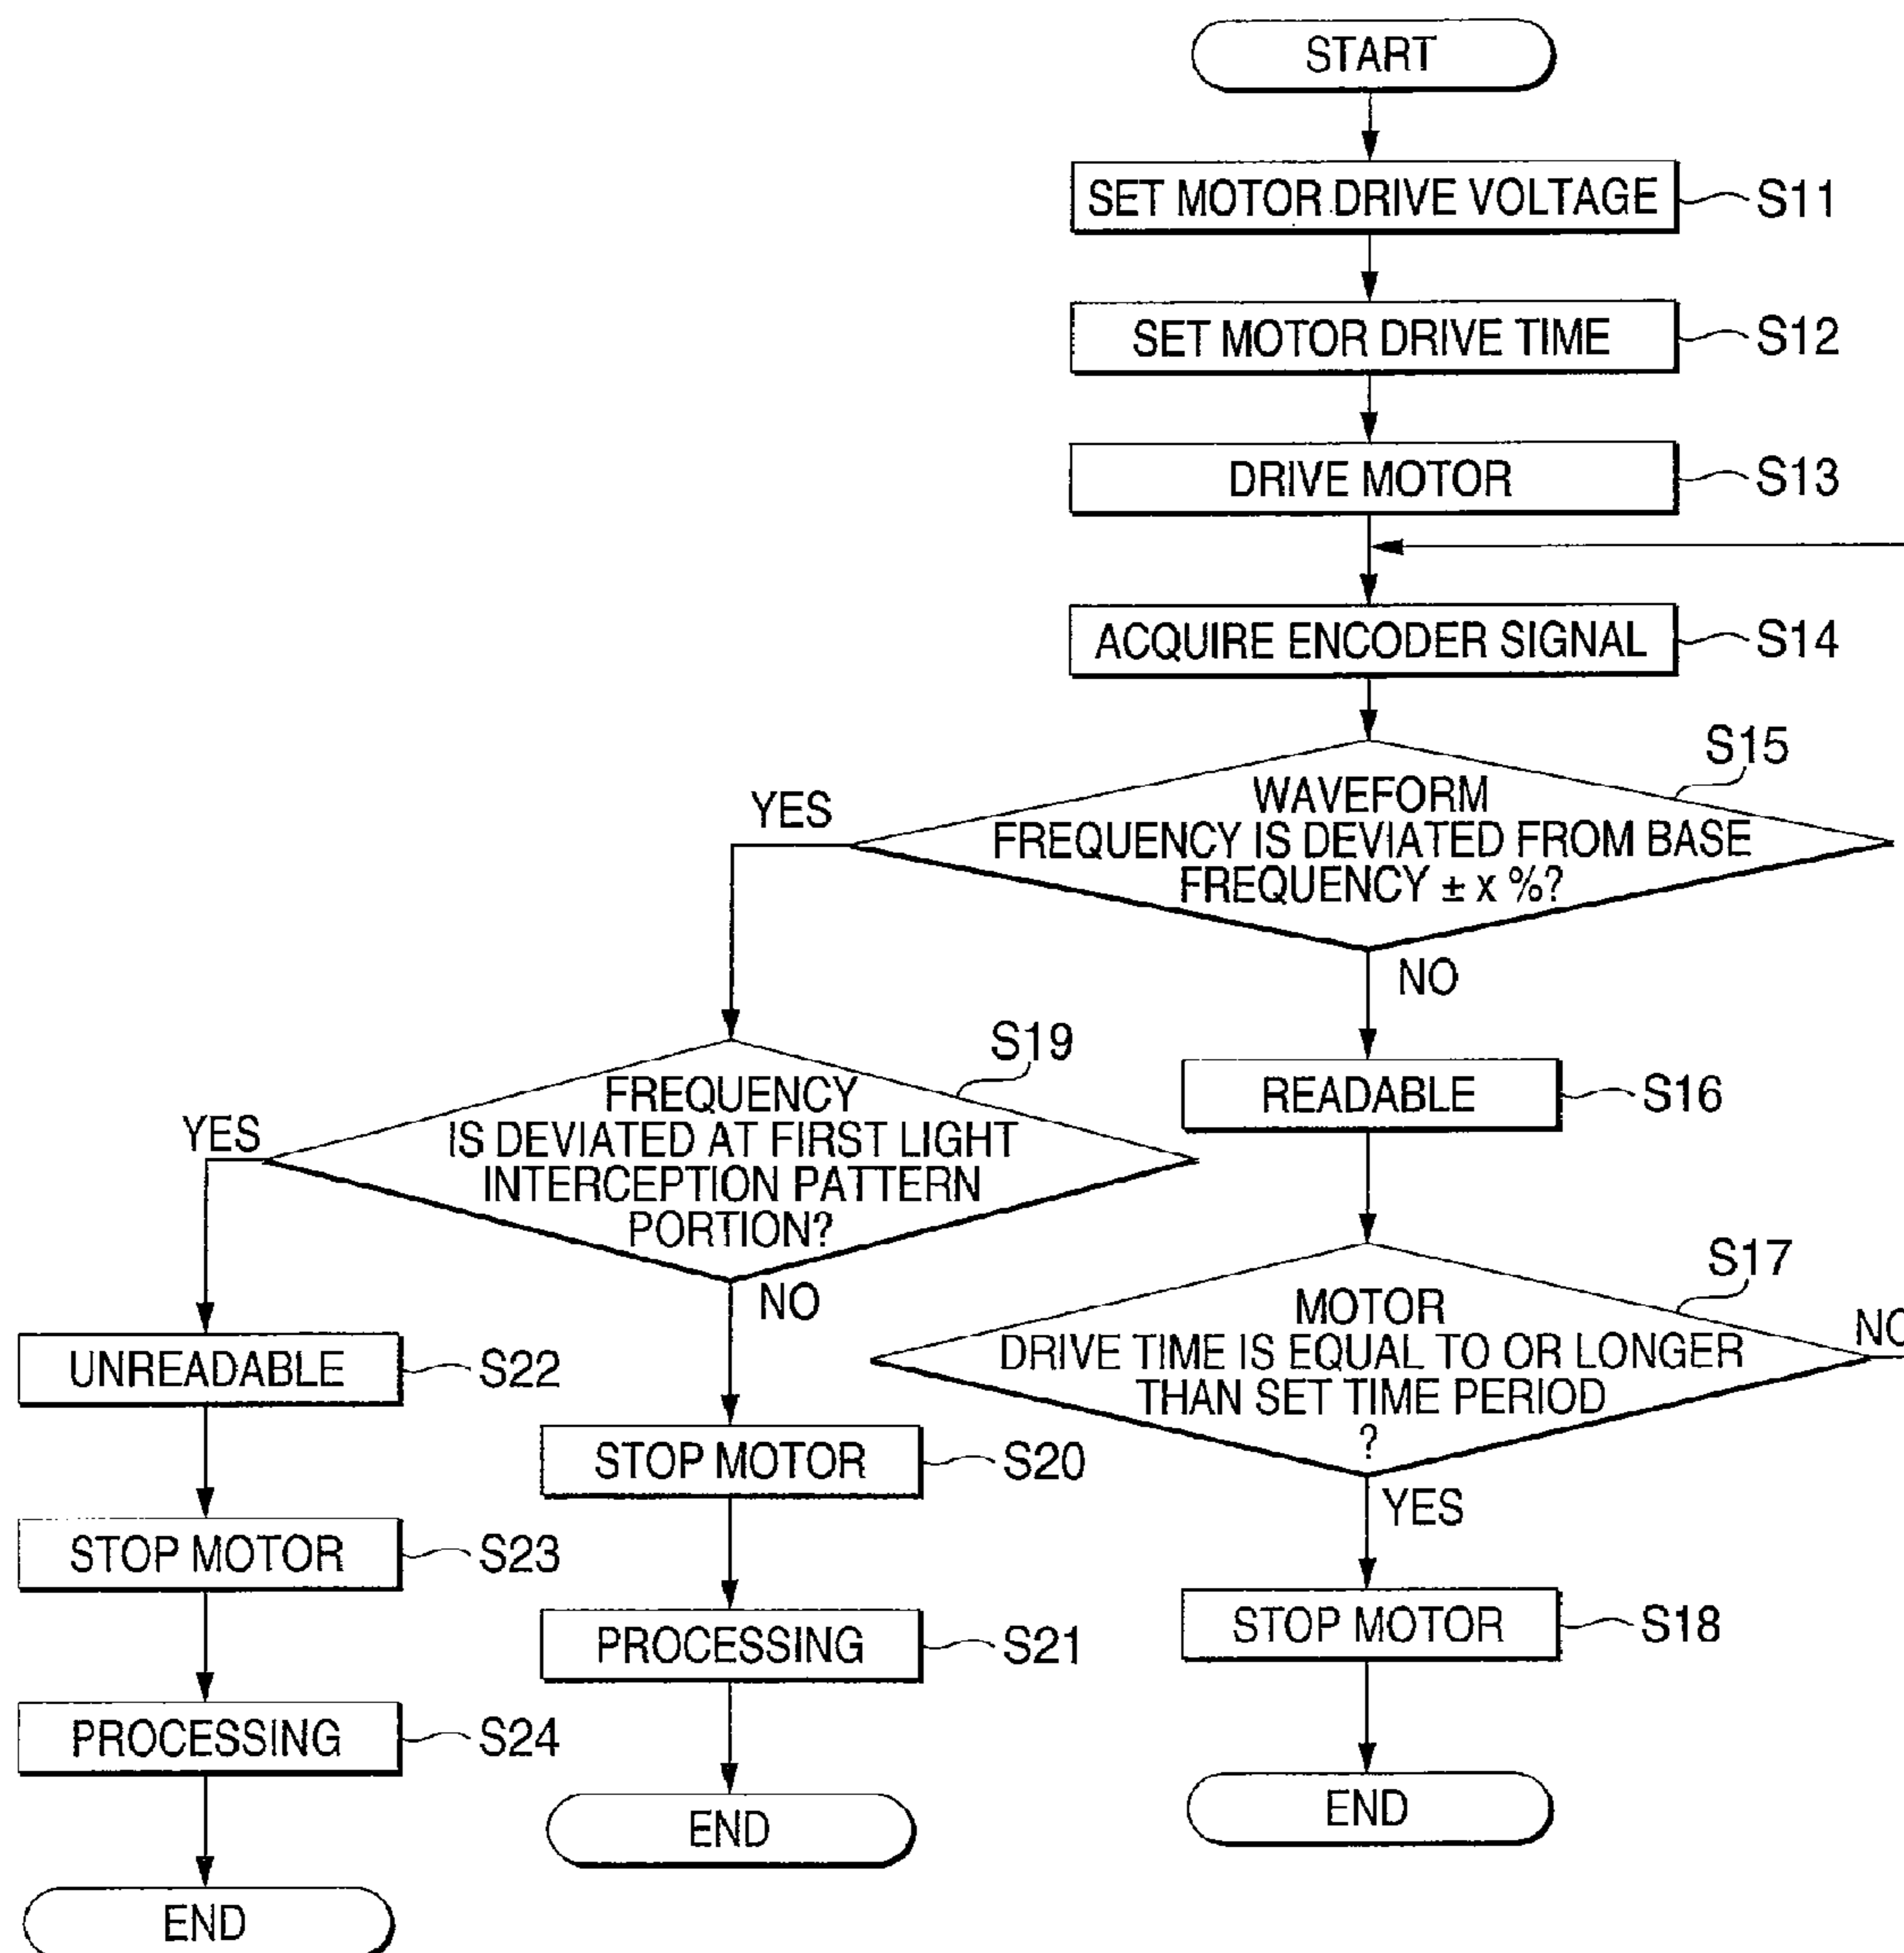 START
SET MOTOR DRIVE VOLTAGE
S11
SET MOTOR DRIVE TIME
S12
DRIVE MOTOR
S13
ACQUIRE ENCODER SIGNAL
S14
S15
WAVEFORM
FREQUENCY IS DEVIATED FROM BASE
FREQUENCY ± x %?
YES
NO
S19
FREQUENCY
IS DEVIATED AT FIRST LIGHT
INTERCEPTION PATTERN
PORTION?
YES
NO
READABLE
S16
S17
MOTOR
DRIVE TIME IS EQUAL TO OR LONGER
THAN SET TIME PERIOD
?
NO
YES
UNREADABLE
S22
STOP MOTOR
S20
STOP MOTOR
S23
PROCESSING
S21
STOP MOTOR
S18
PROCESSING
S24
END
END
END